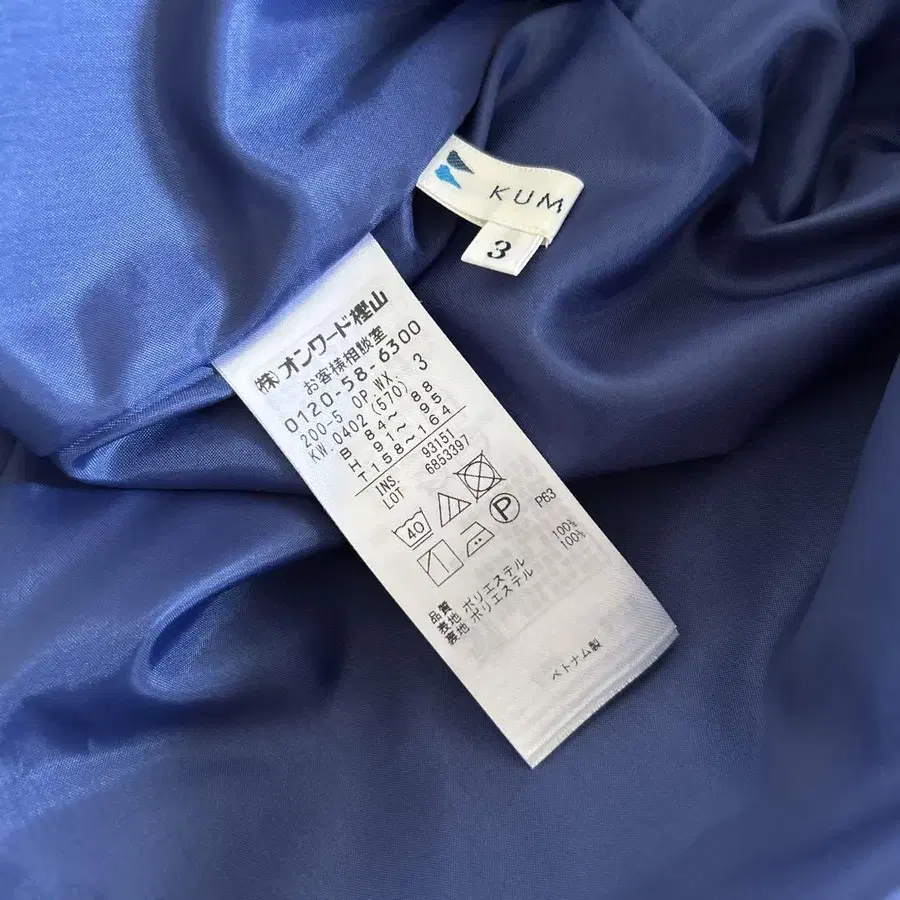 KUM
3
㈱オンワード樫山
お客様相談室
0120-58-6300
200-5 OP.WX 3
KW 0402 (570)
B 84～ 88
H 91～ 95
T158～164
INS. 93151
LOT 6853397
40
P P63
品質
表地 ポリエステル 100%
裏地 ポリエステル 100%
ベトナム製